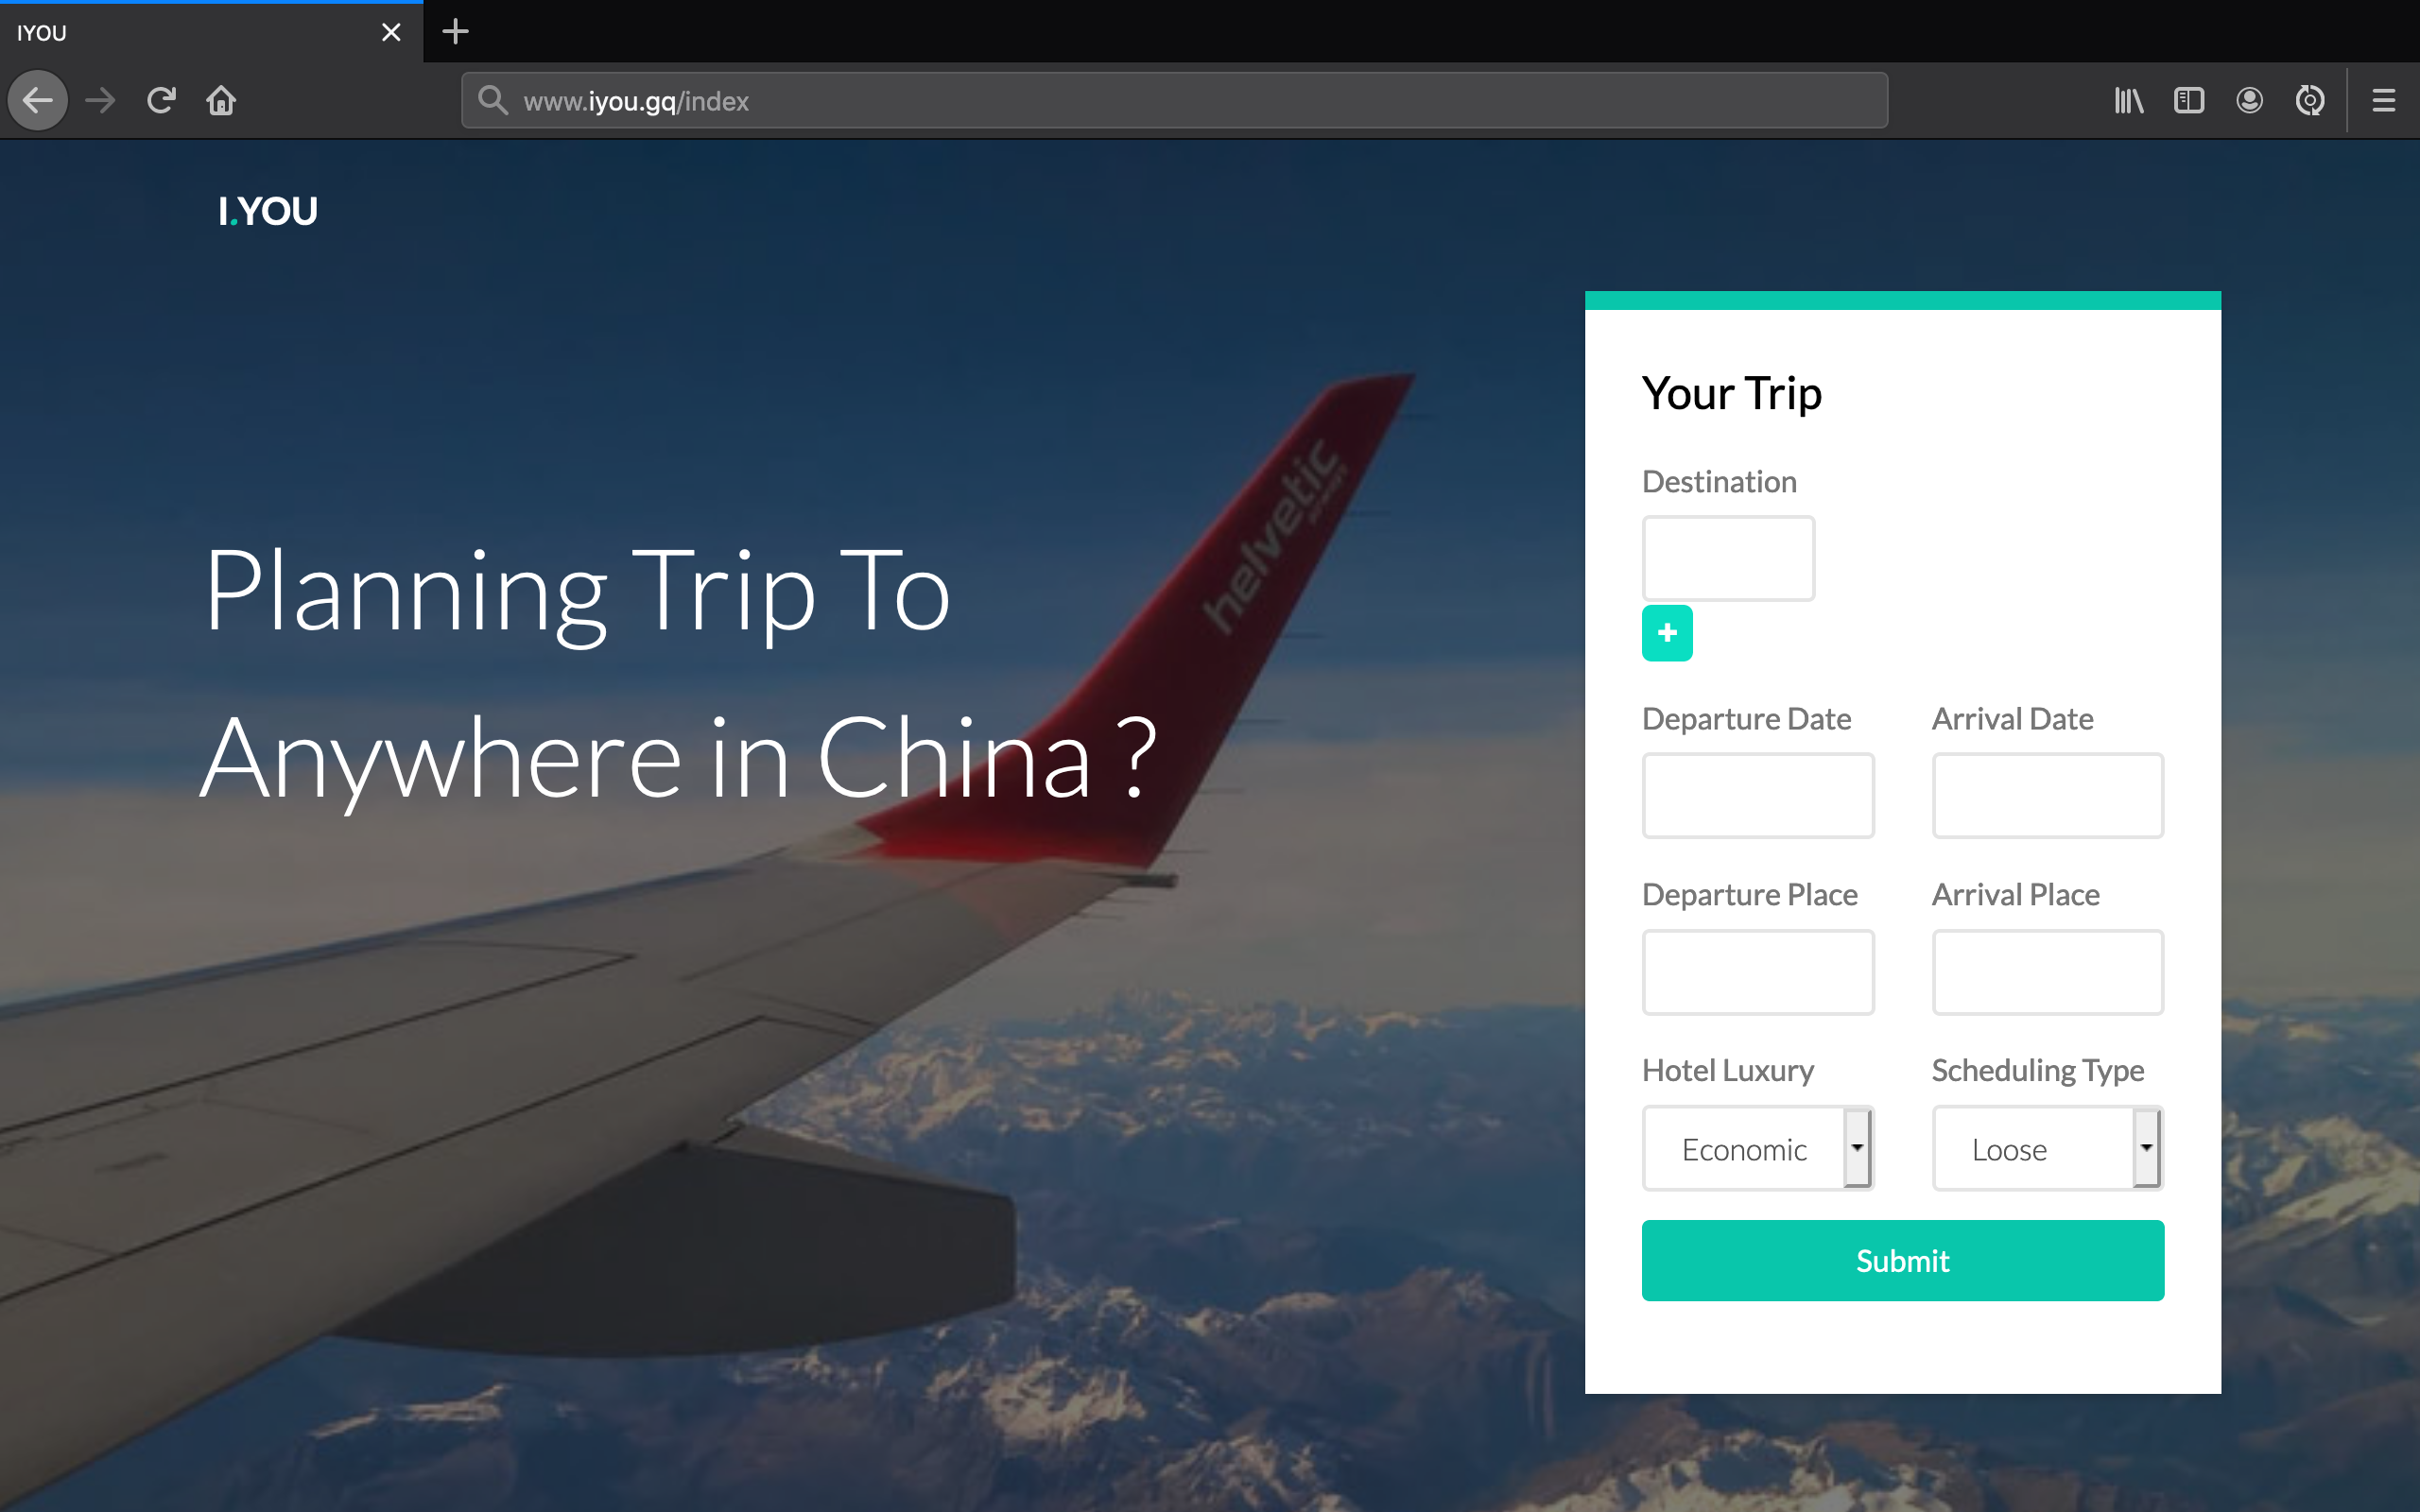 IYOU
www.iyou.gq/index
I.YOU
helvetic
Planning Trip To
Anywhere in China ?
Your Trip
Destination
Departure Date
Arrival Date
Departure Place
Arrival Place
Hotel Luxury
Scheduling Type
Economic
Loose
Submit